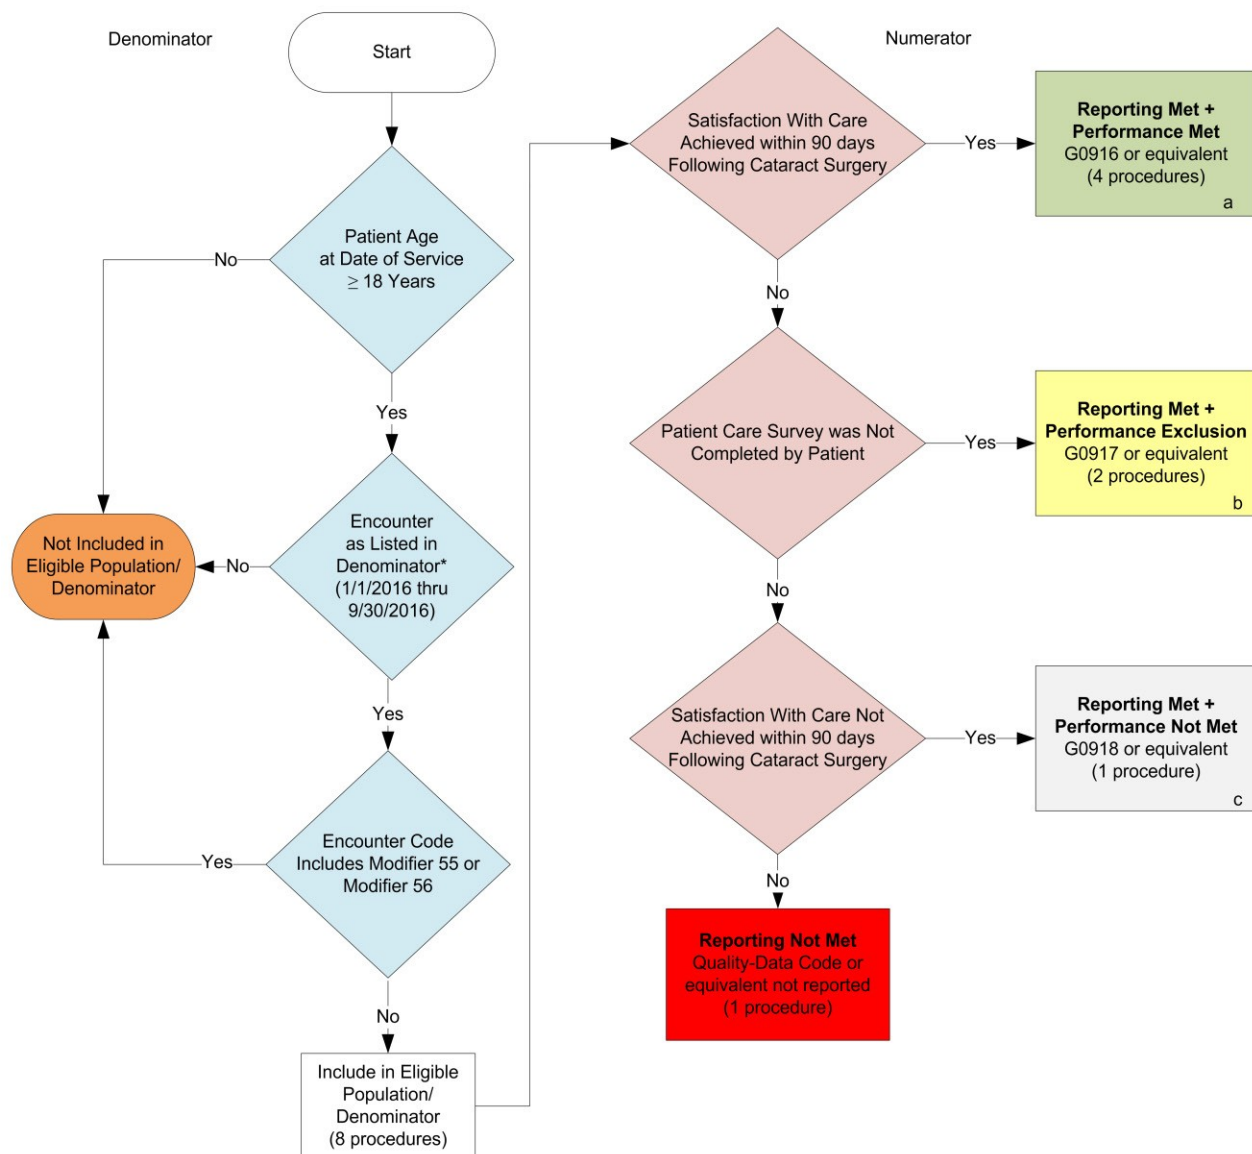 Denominator
Start
Patient Age
at Date of Service
≥ 18 Years
No
Yes
Encounter
as Listed in
Denominator*
(1/1/2016 thru
9/30/2016)
No
Not Included in
Eligible Population/
Denominator
Yes
Encounter Code
Includes Modifier 55 or
Modifier 56
Yes
No
Include in Eligible
Population/
Denominator
(8 procedures)
Numerator
Satisfaction With Care
Achieved within 90 days
Following Cataract Surgery
Yes
Reporting Met +
Performance Met
G0916 or equivalent
(4 procedures)
a
No
Patient Care Survey was Not
Completed by Patient
Yes
Reporting Met +
Performance Exclusion
G0917 or equivalent
(2 procedures)
b
No
Satisfaction With Care Not
Achieved within 90 days
Following Cataract Surgery
Yes
Reporting Met +
Performance Not Met
G0918 or equivalent
(1 procedure)
c
No
Reporting Not Met
Quality-Data Code or
equivalent not reported
(1 procedure)